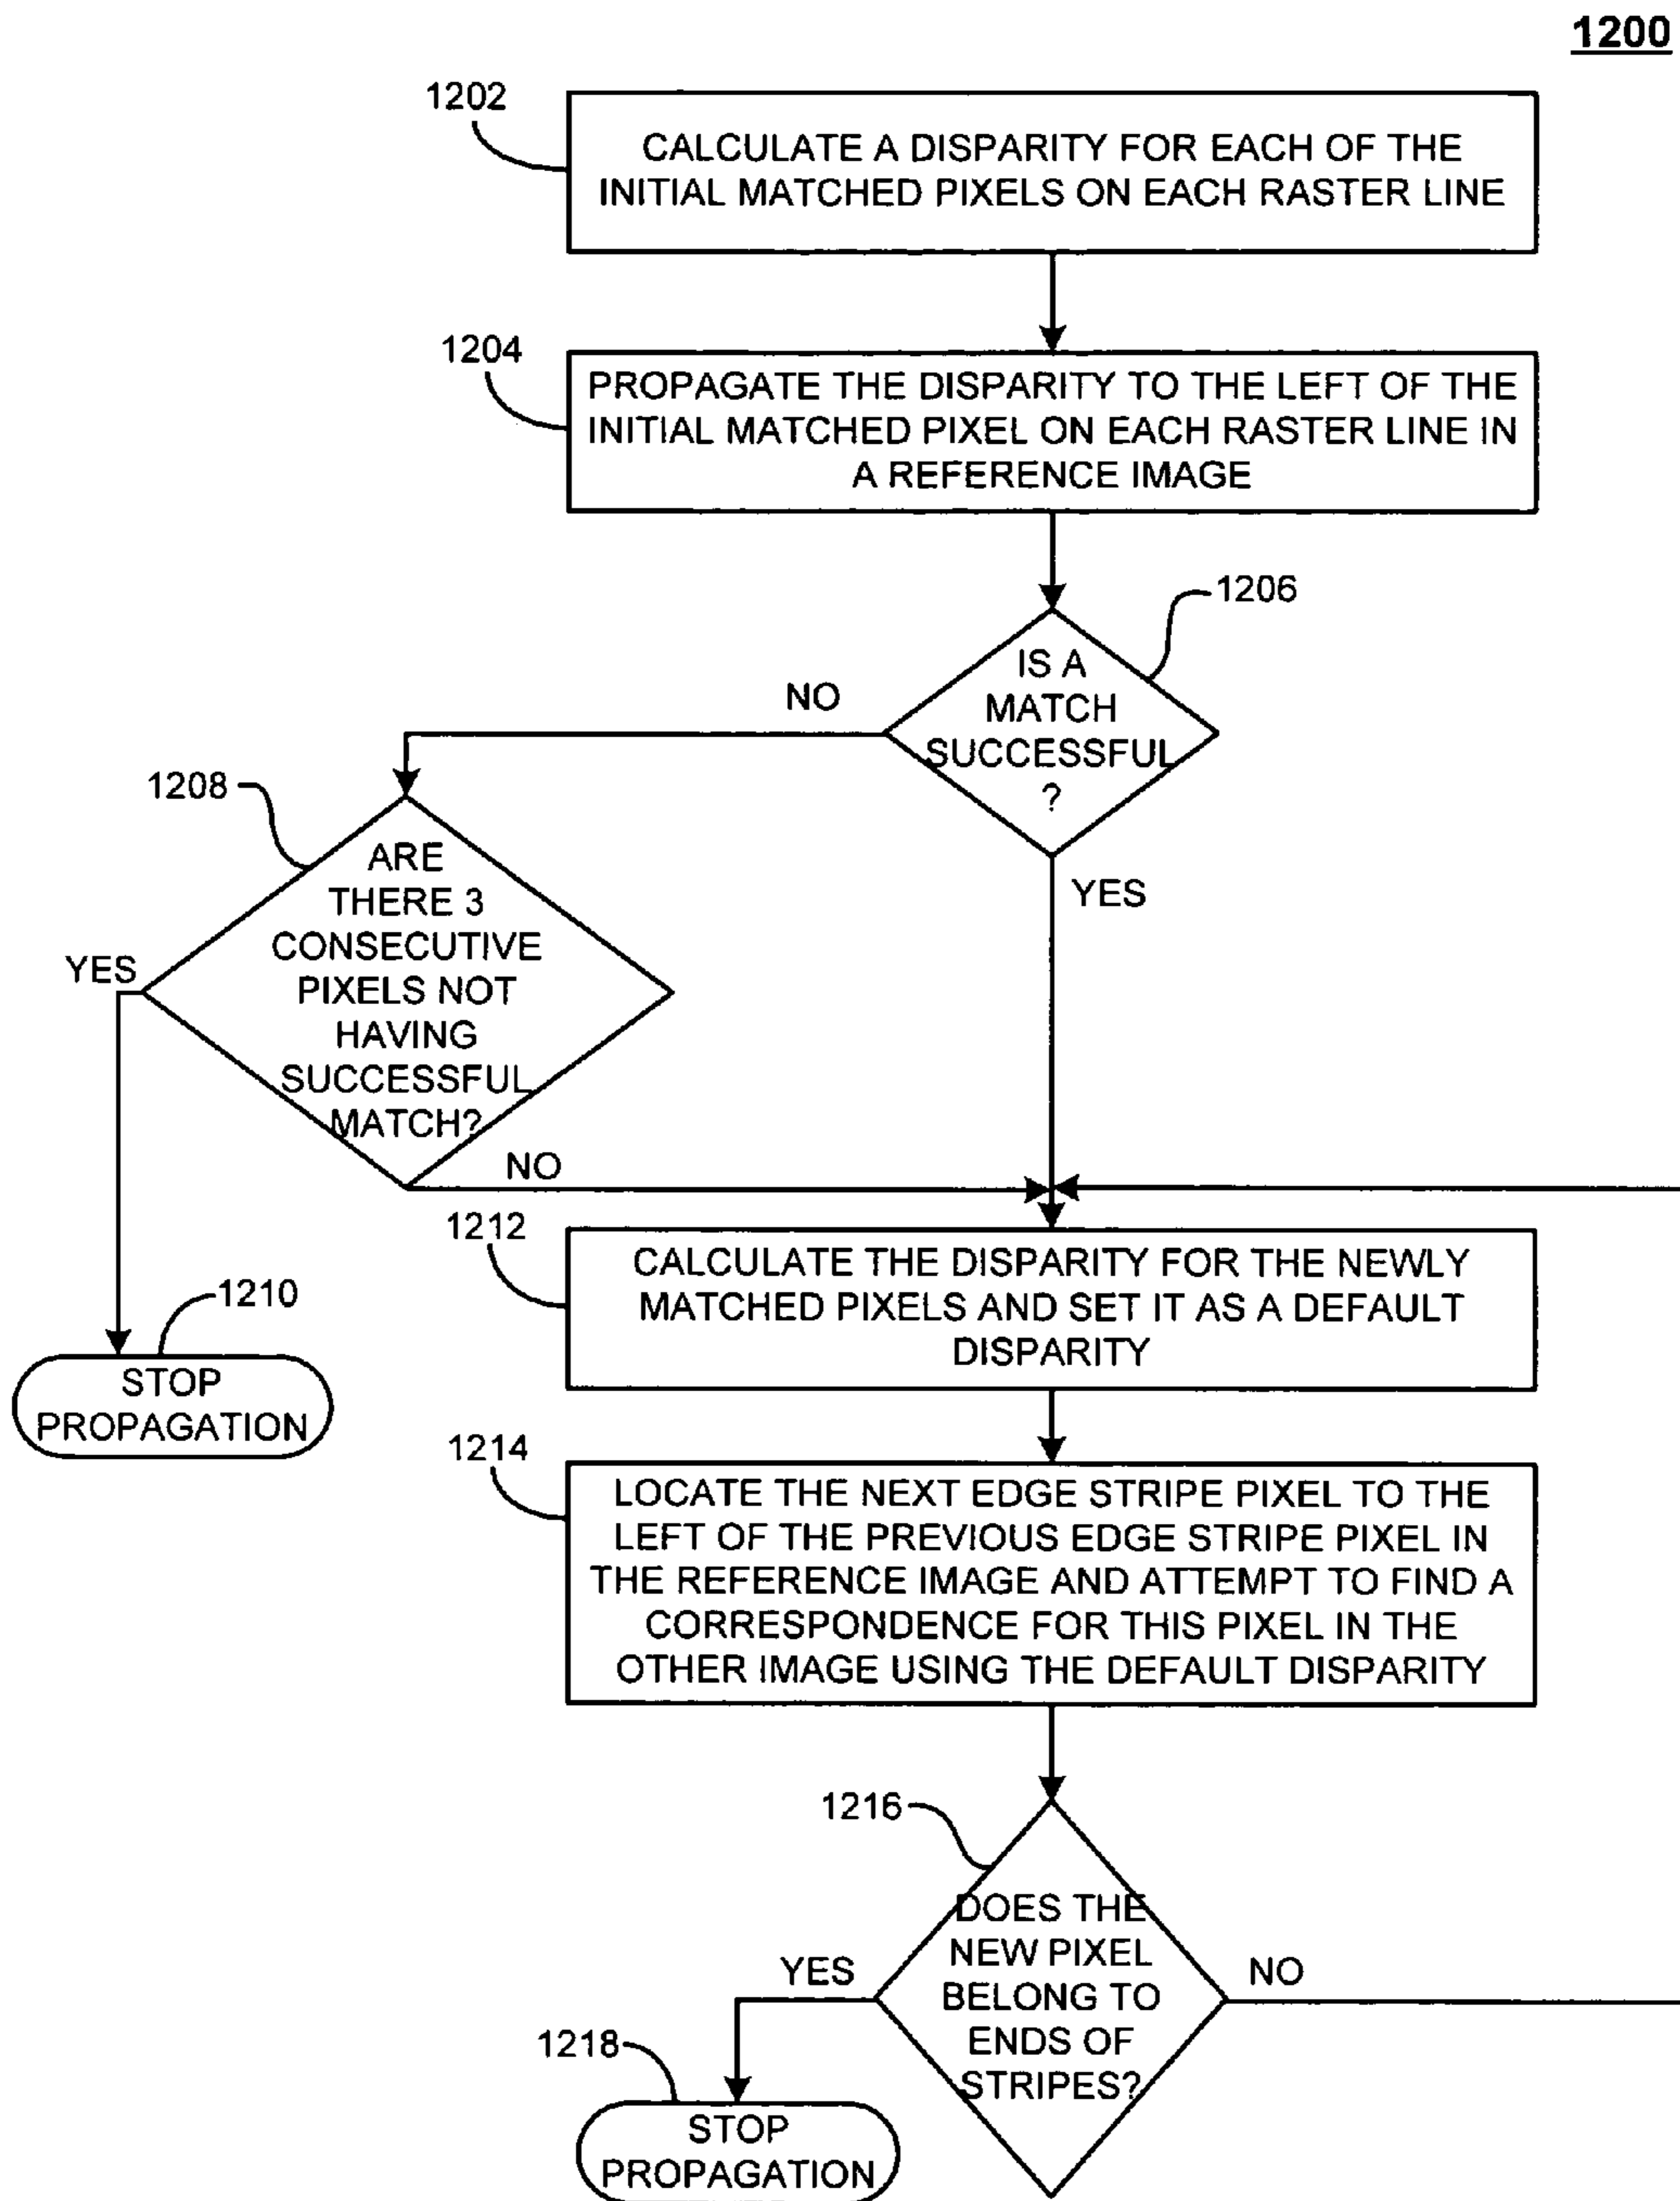 1200
1202
CALCULATE A DISPARITY FOR EACH OF THE
INITIAL MATCHED PIXELS ON EACH RASTER LINE
1204
PROPAGATE THE DISPARITY TO THE LEFT OF THE
INITIAL MATCHED PIXEL ON EACH RASTER LINE IN
A REFERENCE IMAGE
1206
IS A
MATCH
SUCCESSFUL
?
NO
YES
1208
ARE
THERE 3
CONSECUTIVE
PIXELS NOT
HAVING
SUCCESSFUL
MATCH?
YES
NO
1210
STOP
PROPAGATION
1212
CALCULATE THE DISPARITY FOR THE NEWLY
MATCHED PIXELS AND SET IT AS A DEFAULT
DISPARITY
1214
LOCATE THE NEXT EDGE STRIPE PIXEL TO THE
LEFT OF THE PREVIOUS EDGE STRIPE PIXEL IN
THE REFERENCE IMAGE AND ATTEMPT TO FIND A
CORRESPONDENCE FOR THIS PIXEL IN THE
OTHER IMAGE USING THE DEFAULT DISPARITY
1216
DOES THE
NEW PIXEL
BELONG TO
ENDS OF
STRIPES?
YES
NO
1218
STOP
PROPAGATION